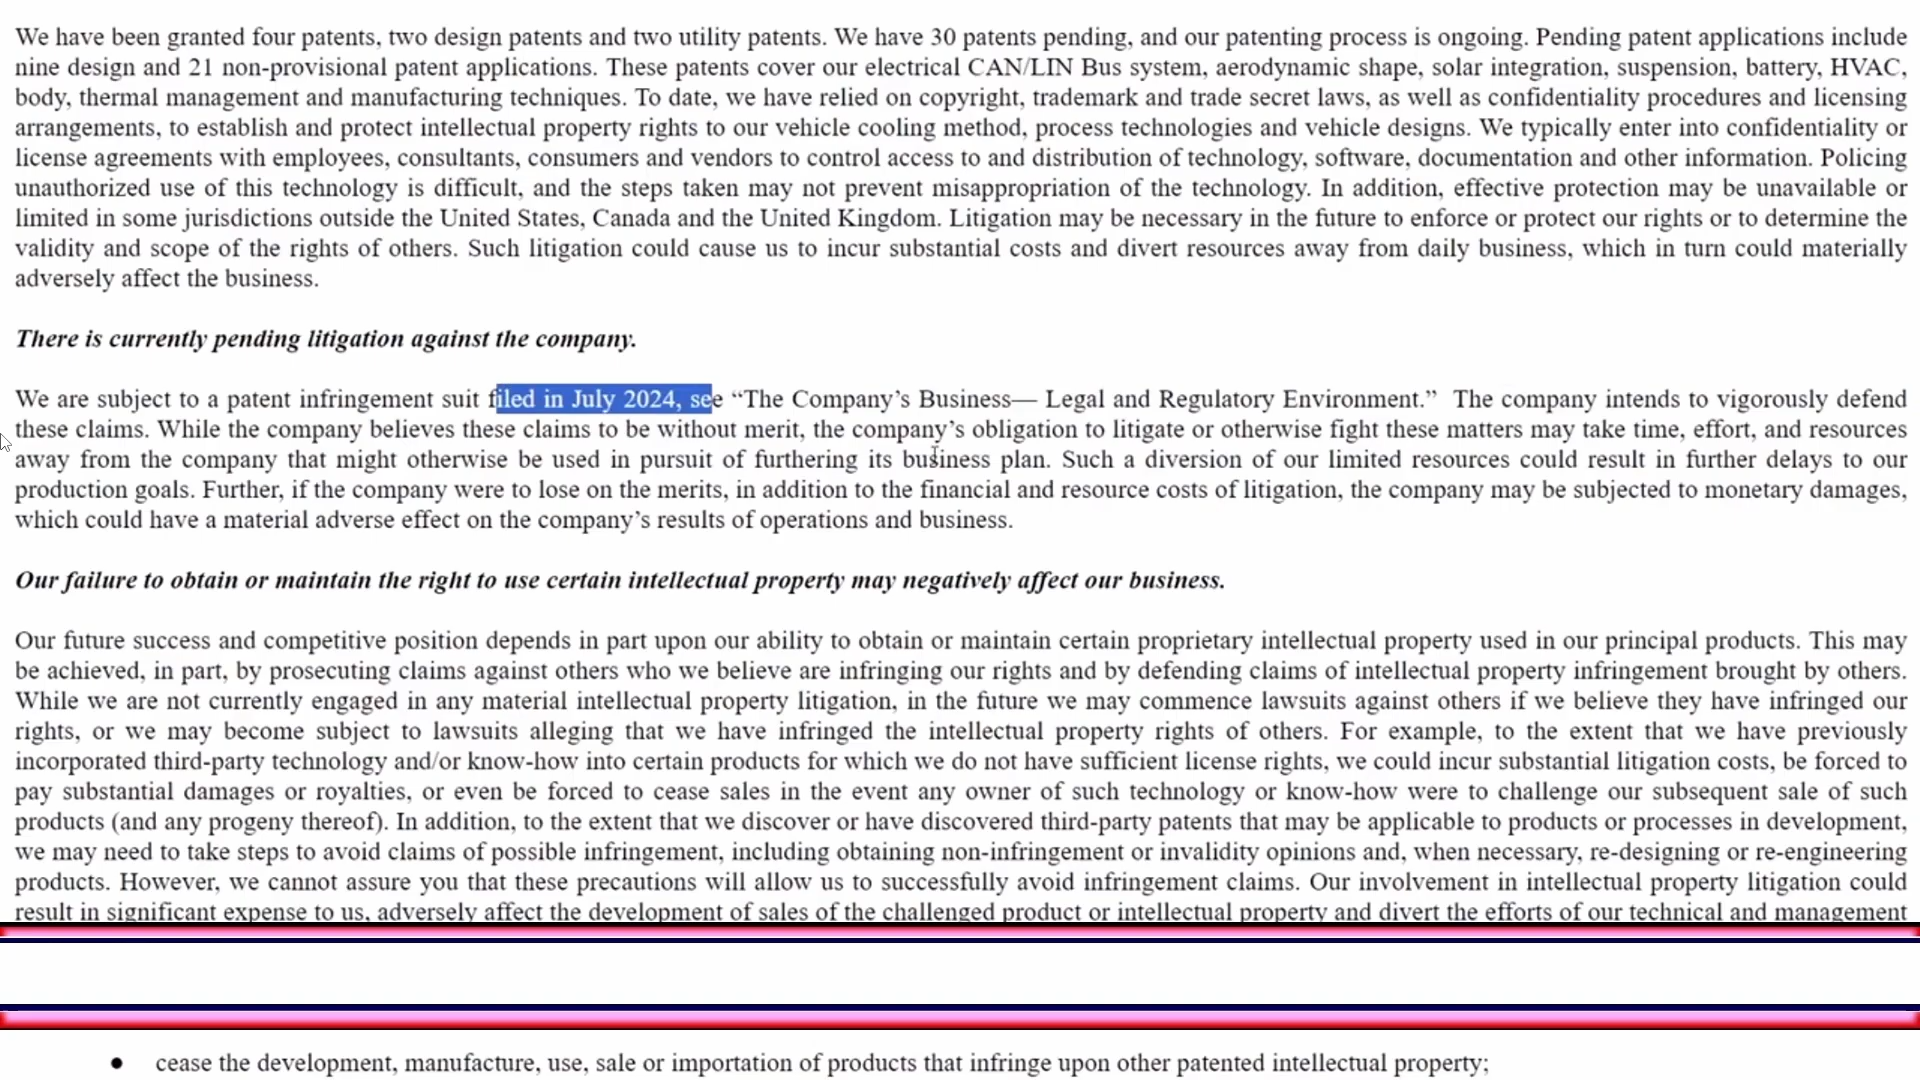 We have been granted four patents, two design patents and two utility patents. We have 30 patents pending, and our patenting process is ongoing. Pending patent applications include
nine design and 21 non-provisional patent applications. These patents cover our electrical CAN/LIN Bus system, aerodynamic shape, solar integration, suspension, battery, HVAC,
body, thermal management and manufacturing techniques. To date, we have relied on copyright, trademark and trade secret laws, as well as confidentiality procedures and licensing
arrangements, to establish and protect intellectual property rights to our vehicle cooling method, process technologies and vehicle designs. We typically enter into confidentiality or
license agreements with employees, consultants, consumers and vendors to control access to and distribution of technology, software, documentation and other information. Policing
unauthorized use of this technology is difficult, and the steps taken may not prevent misappropriation of the technology. In addition, effective protection may be unavailable or
limited in some jurisdictions outside the United States, Canada and the United Kingdom. Litigation may be necessary in the future to enforce or protect our rights or to determine the
validity and scope of the rights of others. Such litigation could cause us to incur substantial costs and divert resources away from daily business, which in turn could materially
adversely affect the business.
There is currently pending litigation against the company.
We are subject to a patent infringement suit filed in July 2024, see “The Company’s Business— Legal and Regulatory Environment.” The company intends to vigorously defend
these claims. While the company believes these claims to be without merit, the company’s obligation to litigate or otherwise fight these matters may take time, effort, and resources
away from the company that might otherwise be used in pursuit of furthering its business plan. Such a diversion of our limited resources could result in further delays to our
production goals. Further, if the company were to lose on the merits, in addition to the financial and resource costs of litigation, the company may be subjected to monetary damages,
which could have a material adverse effect on the company’s results of operations and business.
Our failure to obtain or maintain the right to use certain intellectual property may negatively affect our business.
Our future success and competitive position depends in part upon our ability to obtain or maintain certain proprietary intellectual property used in our principal products. This may
be achieved, in part, by prosecuting claims against others who we believe are infringing our rights and by defending claims of intellectual property infringement brought by others.
While we are not currently engaged in any material intellectual property litigation, in the future we may commence lawsuits against others if we believe they have infringed our
rights, or we may become subject to lawsuits alleging that we have infringed the intellectual property rights of others. For example, to the extent that we have previously
incorporated third-party technology and/or know-how into certain products for which we do not have sufficient license rights, we could incur substantial litigation costs, be forced to
pay substantial damages or royalties, or even be forced to cease sales in the event any owner of such technology or know-how were to challenge our subsequent sale of such
products (and any progeny thereof). In addition, to the extent that we discover or have discovered third-party patents that may be applicable to products or processes in development,
we may need to take steps to avoid claims of possible infringement, including obtaining non-infringement or invalidity opinions and, when necessary, re-designing or re-engineering
products. However, we cannot assure you that these precautions will allow us to successfully avoid infringement claims. Our involvement in intellectual property litigation could
result in significant expense to us, adversely affect the development of sales of the challenged product or intellectual property and divert the efforts of our technical and management
● cease the development, manufacture, use, sale or importation of products that infringe upon other patented intellectual property;